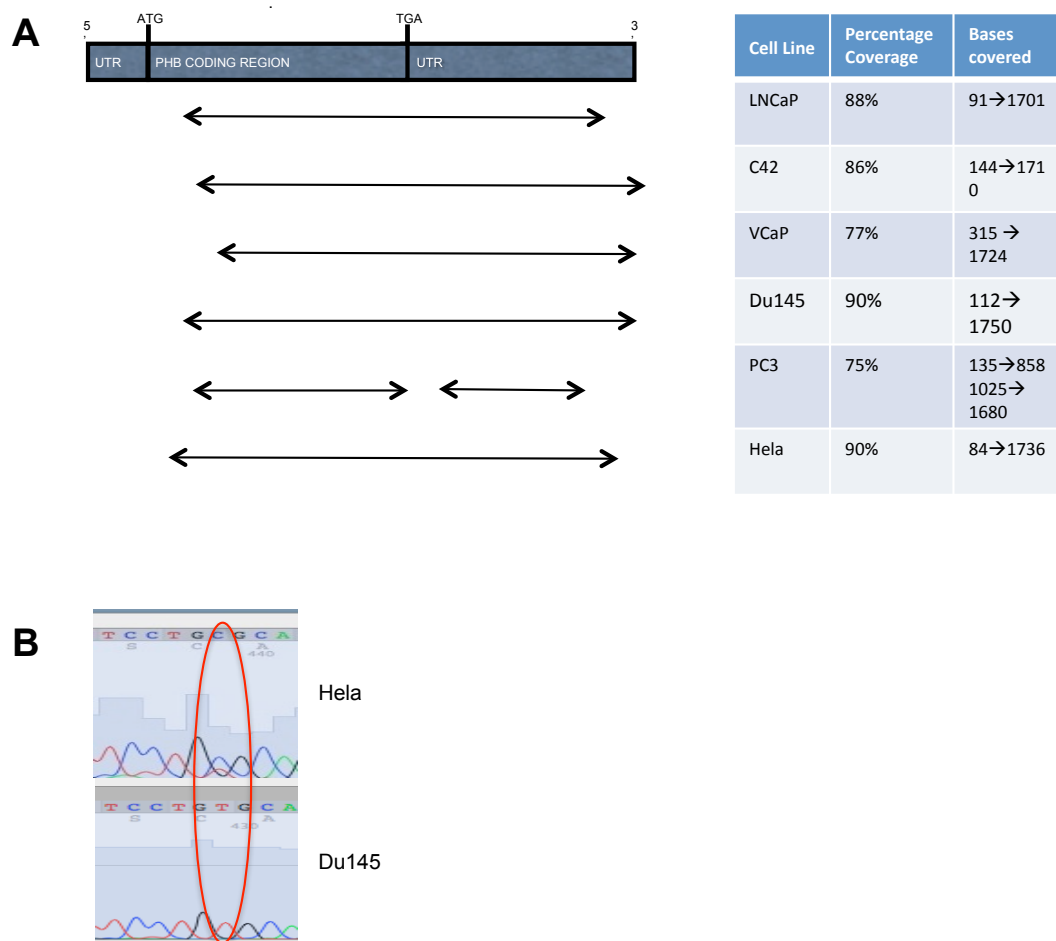 A
ATG
TGA
5'
3'
UTR
PHB CODING REGION
UTR
Cell Line
Percentage Coverage
Bases covered
LNCaP
88%
91→1701
C42
86%
144→171
0
VCaP
77%
315 →
1724
Du145
90%
112→
1750
PC3
75%
135→858
1025→
1680
Hela
90%
84→1736
B
T C C T G C G C A
S C A
440
Hela
T C C T G T G C A
S C A
430
Du145